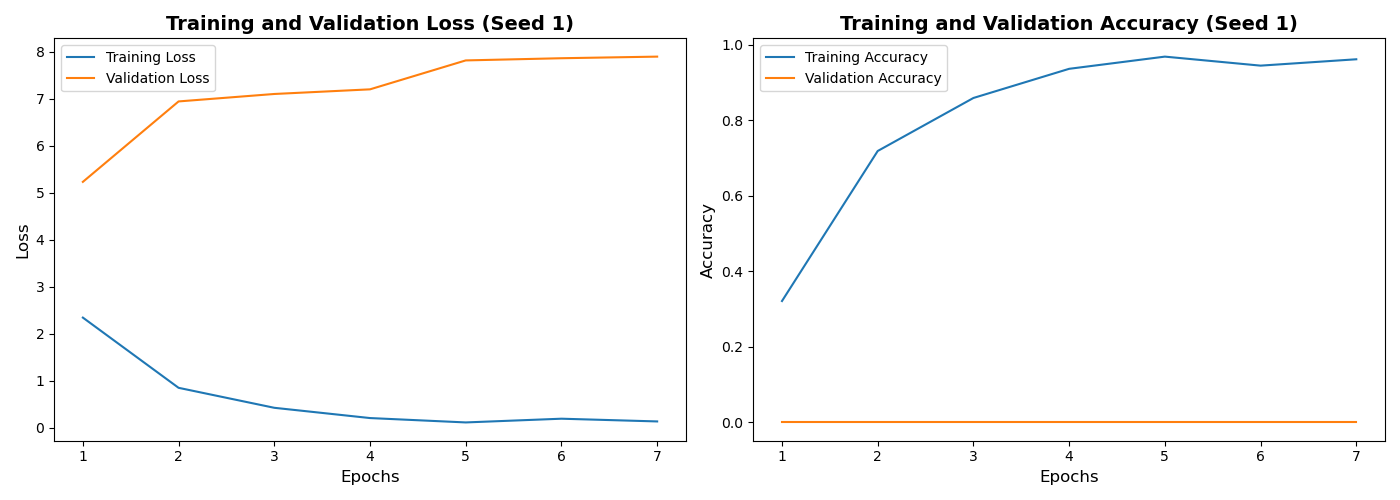 Training and Validation Loss (Seed 1)
Training Loss
Validation Loss
8
7
6
5
4
3
2
1
0
Loss
1 2 3 4 5 6 7
Epochs
Training and Validation Accuracy (Seed 1)
Training Accuracy
Validation Accuracy
1.0
0.8
0.6
0.4
0.2
0.0
Accuracy
1 2 3 4 5 6 7
Epochs